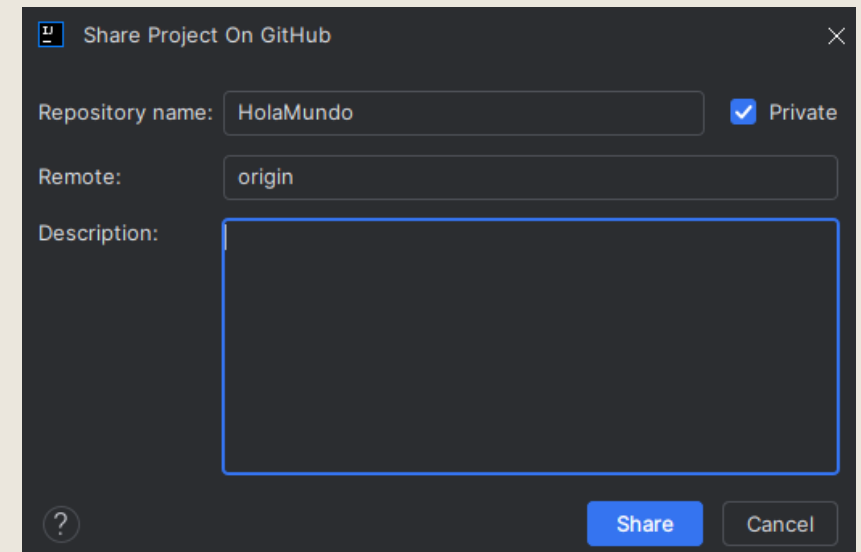 IJ
Share Project On GitHub
Repository name: HolaMundo Private
Remote: origin
Description:
? Share Cancel